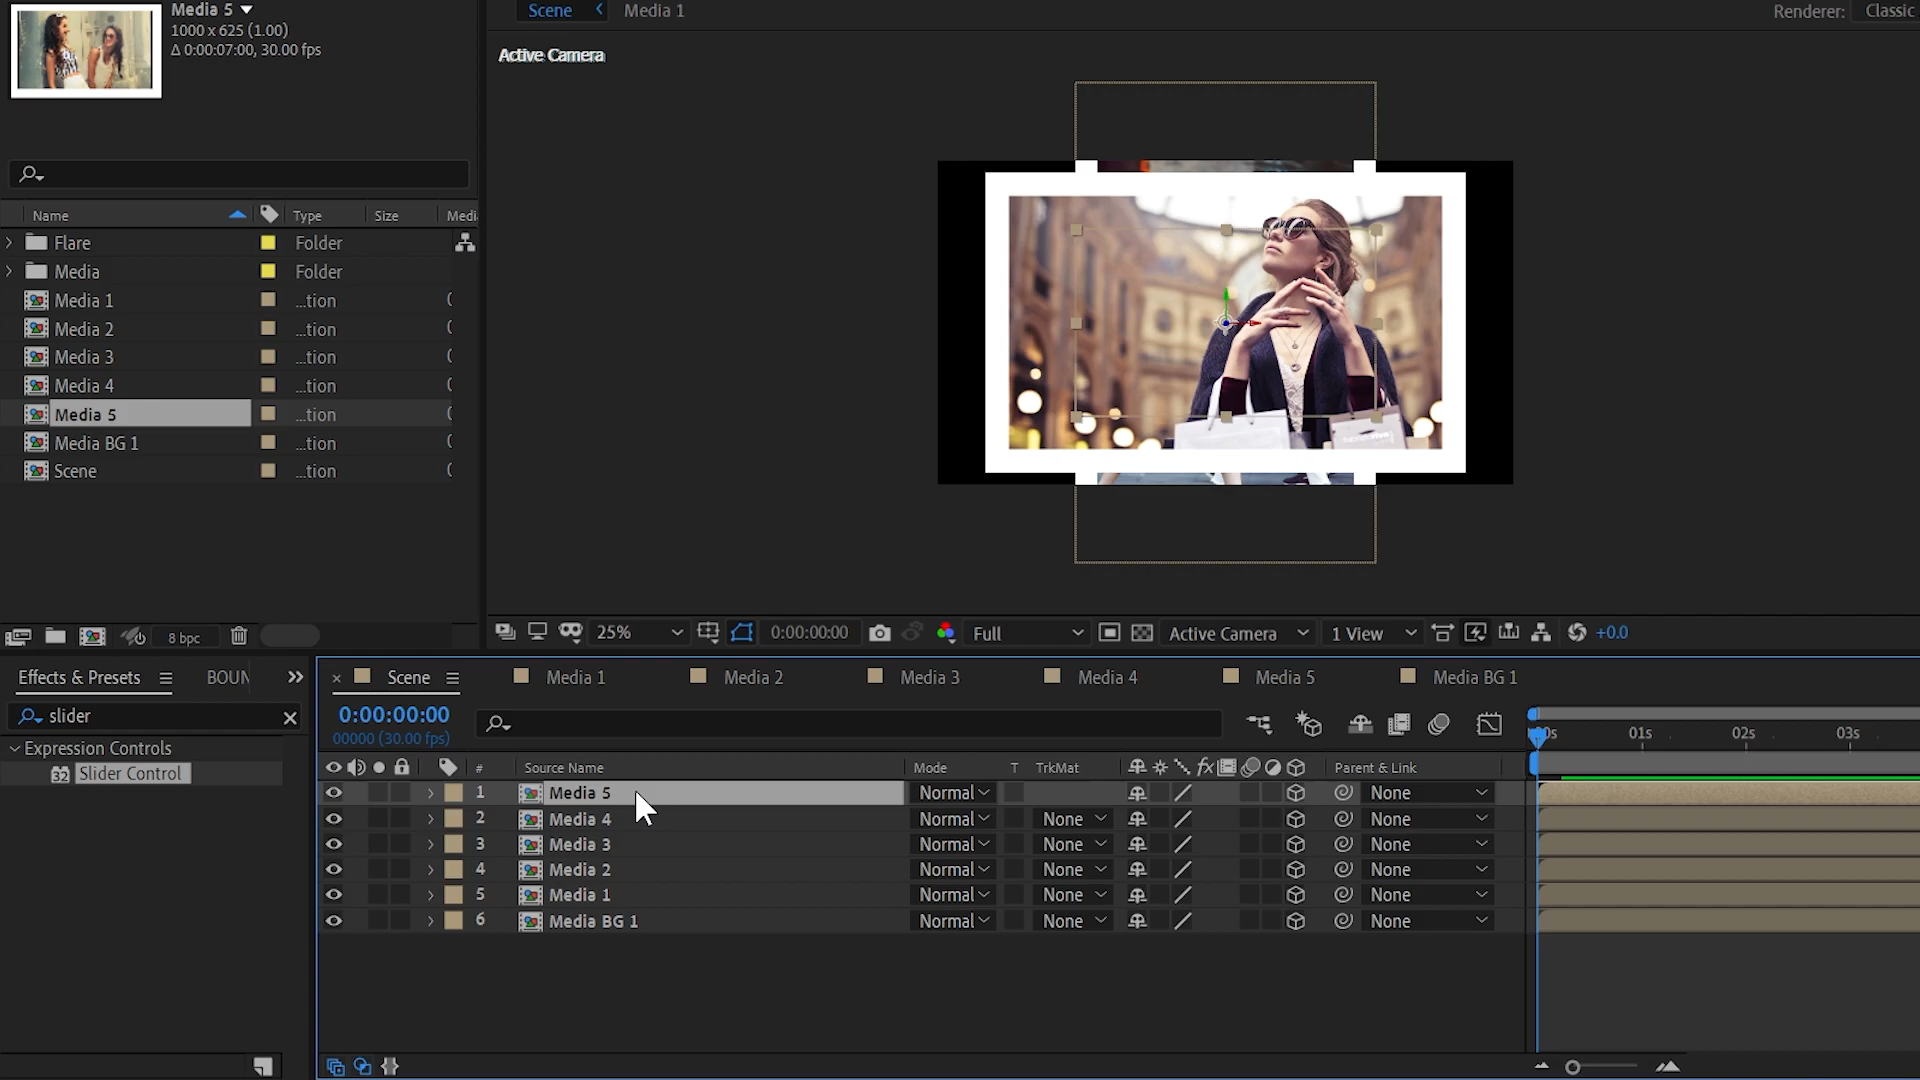 Media 5
1000 x 625 (1.00)
Δ 0:00:07:00, 30.00 fps
Scene
Media 1
Renderer:
Classic
Active Camera
Name
Type
Size
Flare
Folder
Media
Folder
Media 1
...tion
Media 2
...tion
Media 3
...tion
Media 4
...tion
Media 5
...tion
Media BG 1
...tion
Scene
...tion
8 bpc
25%
0:00:00:00
Full
Active Camera
1 View
+0.0
Effects & Presets
BOUN
Scene
Media 1
Media 2
Media 3
Media 4
Media 5
Media BG 1
slider
0:00:00:00
00000 (30.00 fps)
01s
02s
03s
Expression Controls
32 Slider Control
#
Source Name
Mode
T
TrkMat
fx
Parent & Link
1
Media 5
Normal
None
2
Media 4
Normal
None
None
3
Media 3
Normal
None
None
4
Media 2
Normal
None
None
5
Media 1
Normal
None
None
6
Media BG 1
Normal
None
None